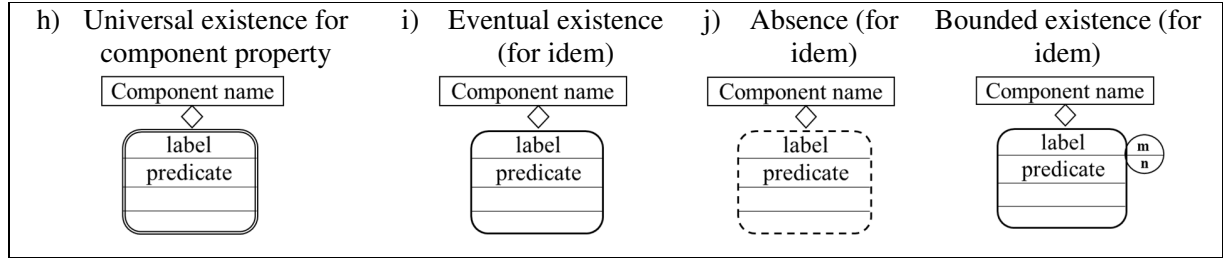 h) Universal existence for component property
i) Eventual existence (for idem)
j) Absence (for idem)
Bounded existence (for idem)
Component name
label
predicate
Component name
label
predicate
Component name
label
predicate
Component name
label
predicate
m
n